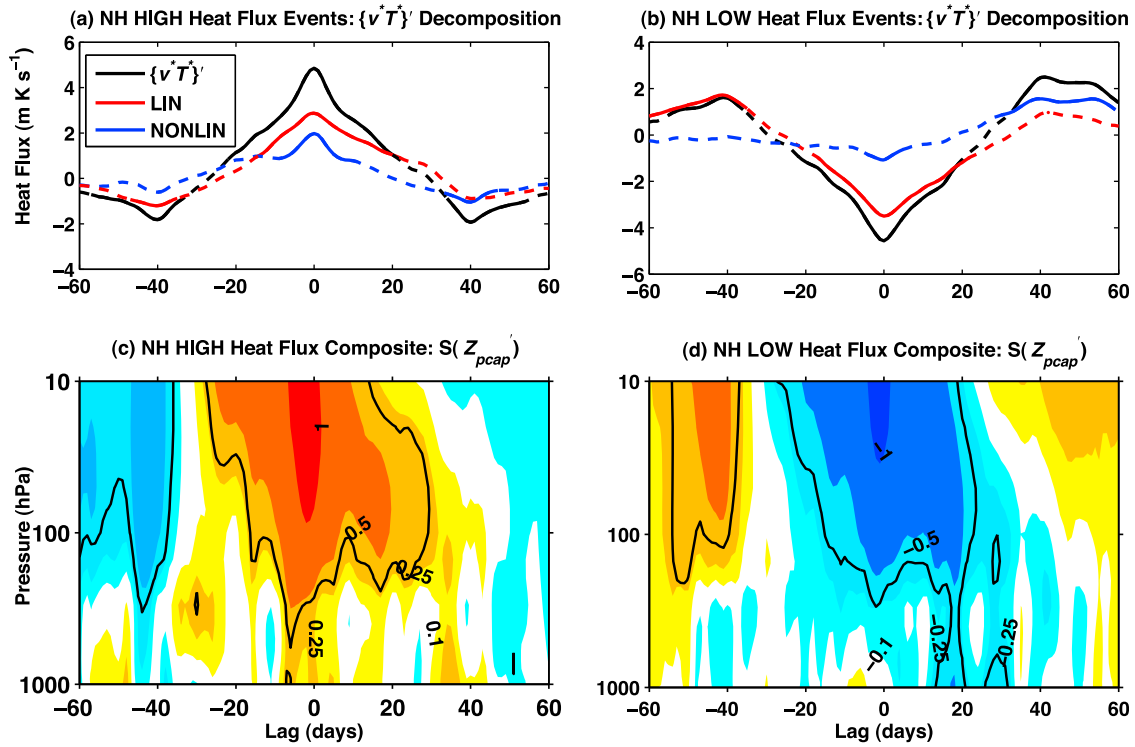 (a) NH HIGH Heat Flux Events: {v*T*}′ Decomposition
(b) NH LOW Heat Flux Events: {v*T*}′ Decomposition
Heat Flux (m K s⁻¹)
6
4
2
0
−2
−4
{v*T*}′
LIN
NONLIN
−60 −40 −20 0 20 40 60
4
2
0
−2
−4
−6
−60 −40 −20 0 20 40 60
(c) NH HIGH Heat Flux Composite: S( Z_pcap′)
(d) NH LOW Heat Flux Composite: S( Z_pcap′)
Pressure (hPa)
10
100
1000
1
0.5
0.25
0.25
0.1
−60 −40 −20 0 20 40 60
Lag (days)
10
100
1000
−1
−0.5
−0.1
−0.25
−0.25
−60 −40 −20 0 20 40 60
Lag (days)